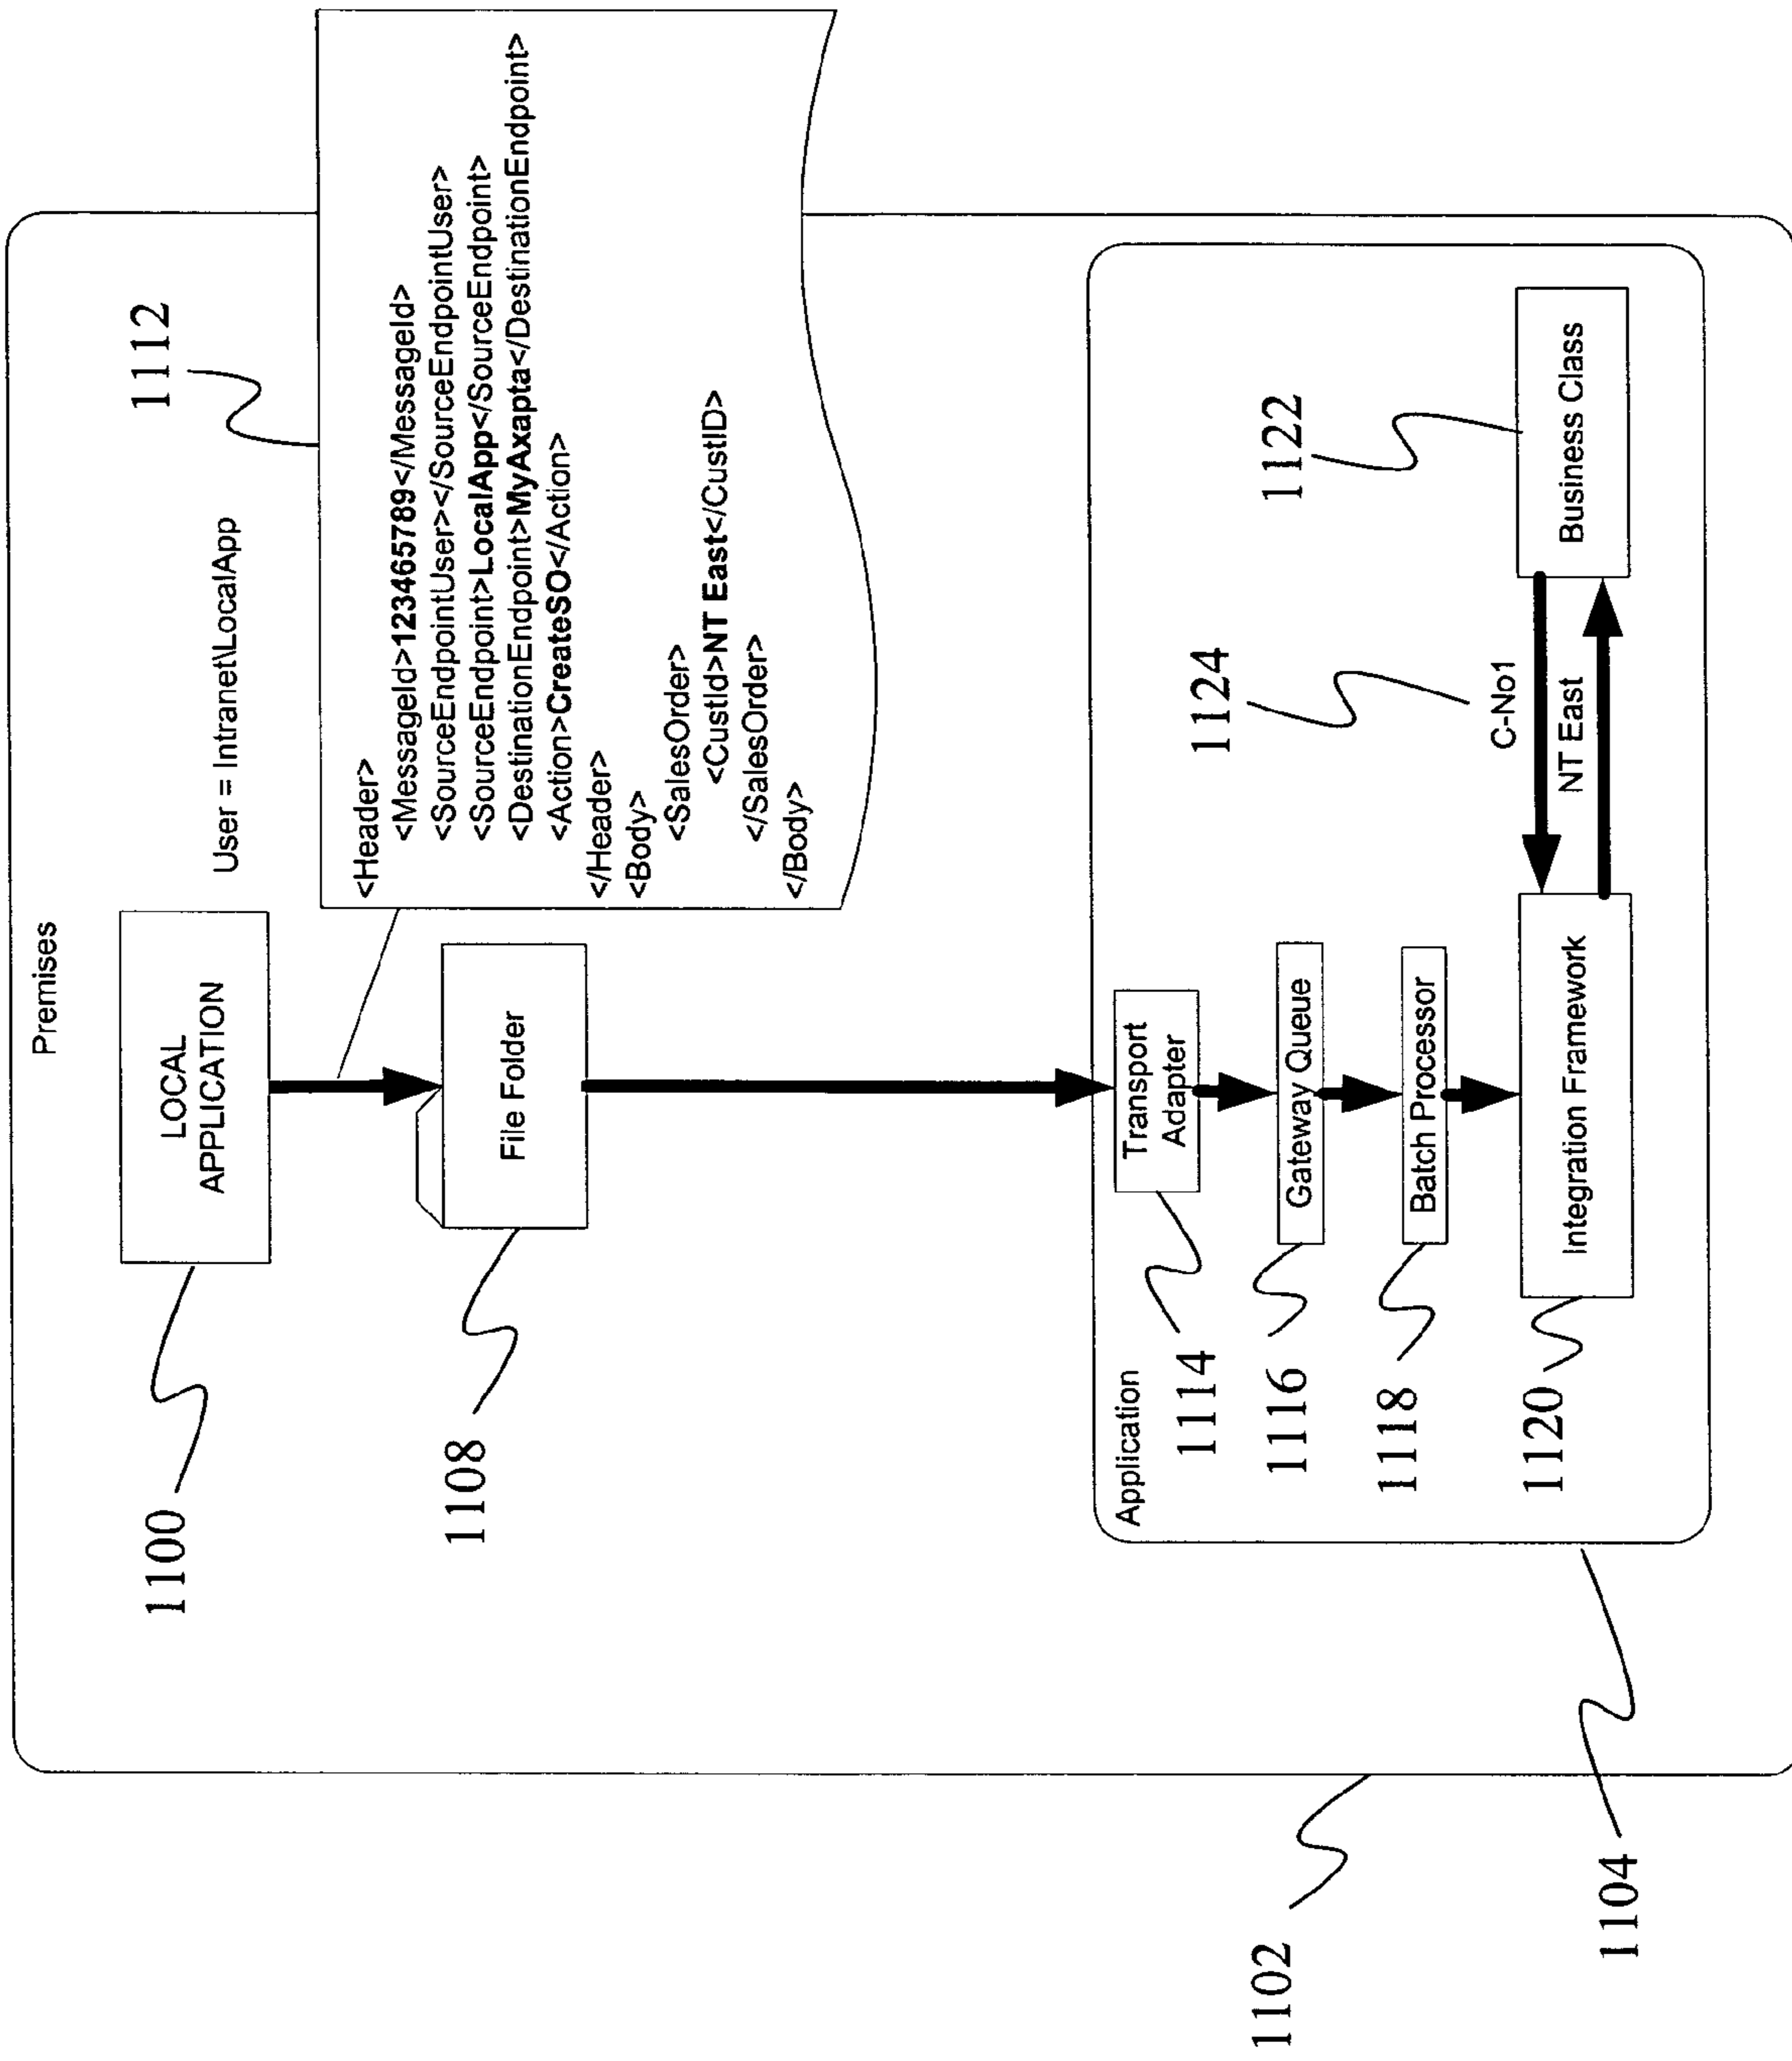 Premises
1100
LOCAL
APPLICATION
User = Intranet\LocalApp
1112
1108
File Folder
<Header>
<MessageId>123465789</MessageId>
<SourceEndpointUser></SourceEndpointUser>
<SourceEndpoint>LocalApp</SourceEndpoint>
<DestinationEndpoint>MyAxapta</DestinationEndpoint>
<Action>CreateSO</Action>
</Header>
<Body>
<SalesOrder>
<CustId>NT East</CustID>
</SalesOrder>
</Body>
Application
1114
Transport
Adapter
1116
Gateway Queue
1118
Batch Processor
1120
Integration Framework
1124
C-No1
NT East
1122
Business Class
1102
1104